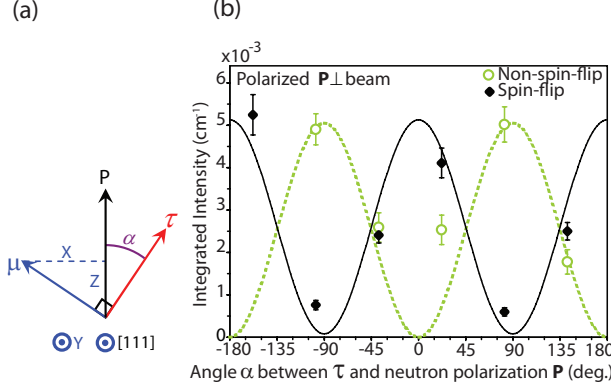 (a)
P
α
τ
X
μ
Z
Y
[111]
(b)
x10⁻³
Polarized P⊥beam
Non-spin-flip
Spin-flip
6
5
4
3
2
1
0
Integrated Intensity (cm⁻¹)
-180 -135 -90 -45 0 45 90 135 180
Angle α between τ and neutron polarization P (deg.)